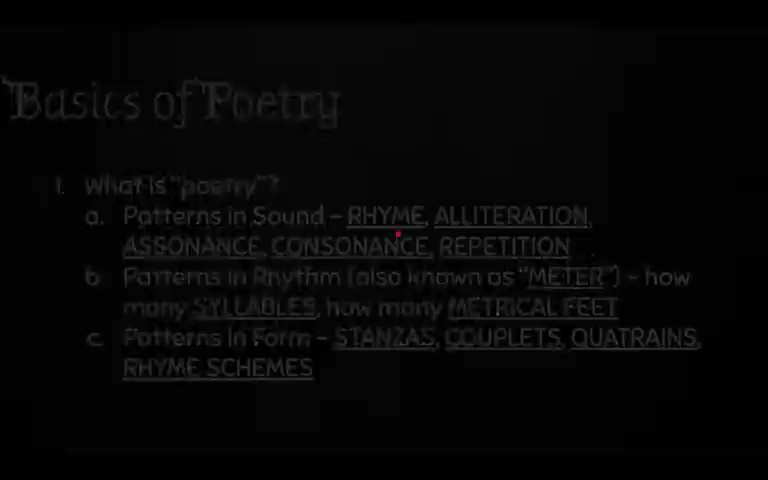 Basics of Poetry
I. What is "poetry"?
a. Patterns in Sound – RHYME, ALLITERATION,
ASSONANCE, CONSONANCE, REPETITION
b. Patterns in Rhythm (also known as "METER") – how
many SYLLABLES, how many METRICAL FEET
c. Patterns in Form – STANZAS, COUPLETS, QUATRAINS,
RHYME SCHEMES